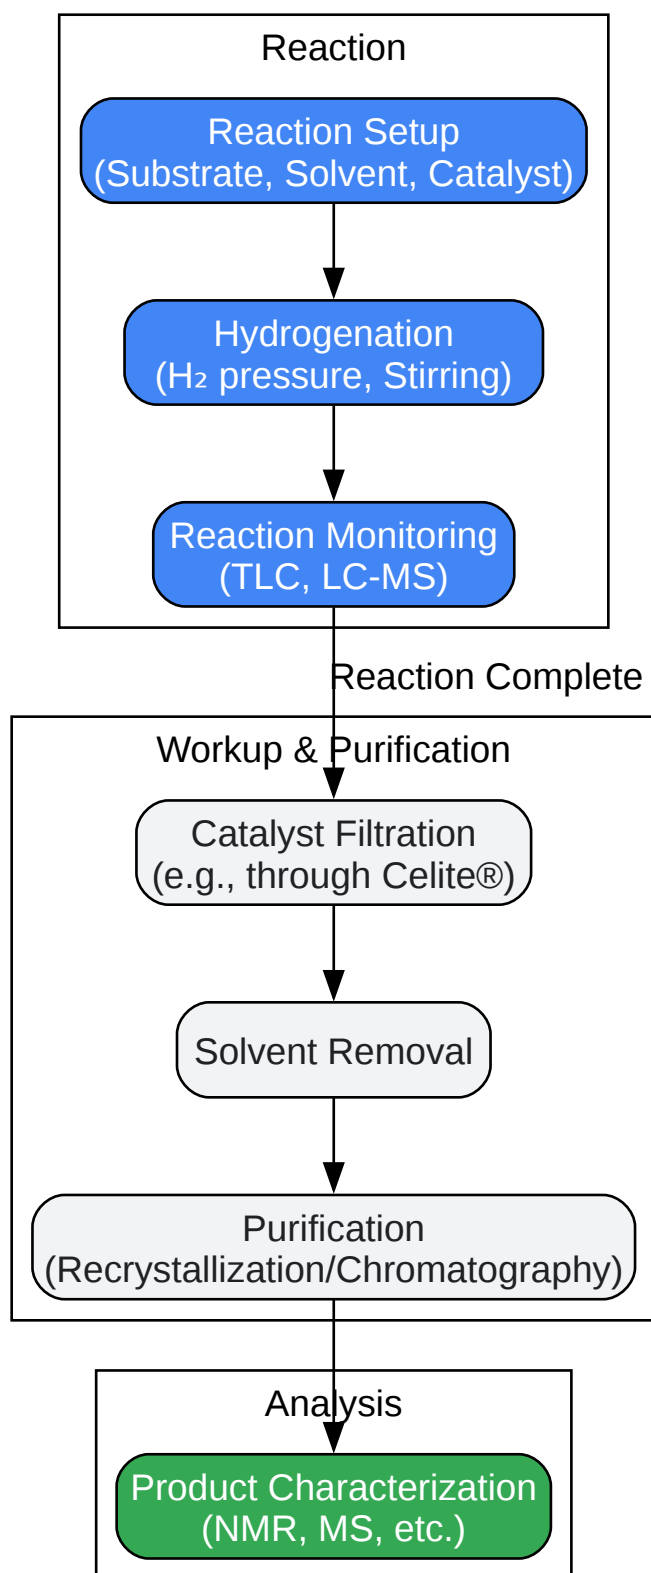 Reaction
Reaction Setup
(Substrate, Solvent, Catalyst)
Hydrogenation
(H₂ pressure, Stirring)
Reaction Monitoring
(TLC, LC-MS)
Reaction Complete
Workup & Purification
Catalyst Filtration
(e.g., through Celite®)
Solvent Removal
Purification
(Recrystallization/Chromatography)
Analysis
Product Characterization
(NMR, MS, etc.)